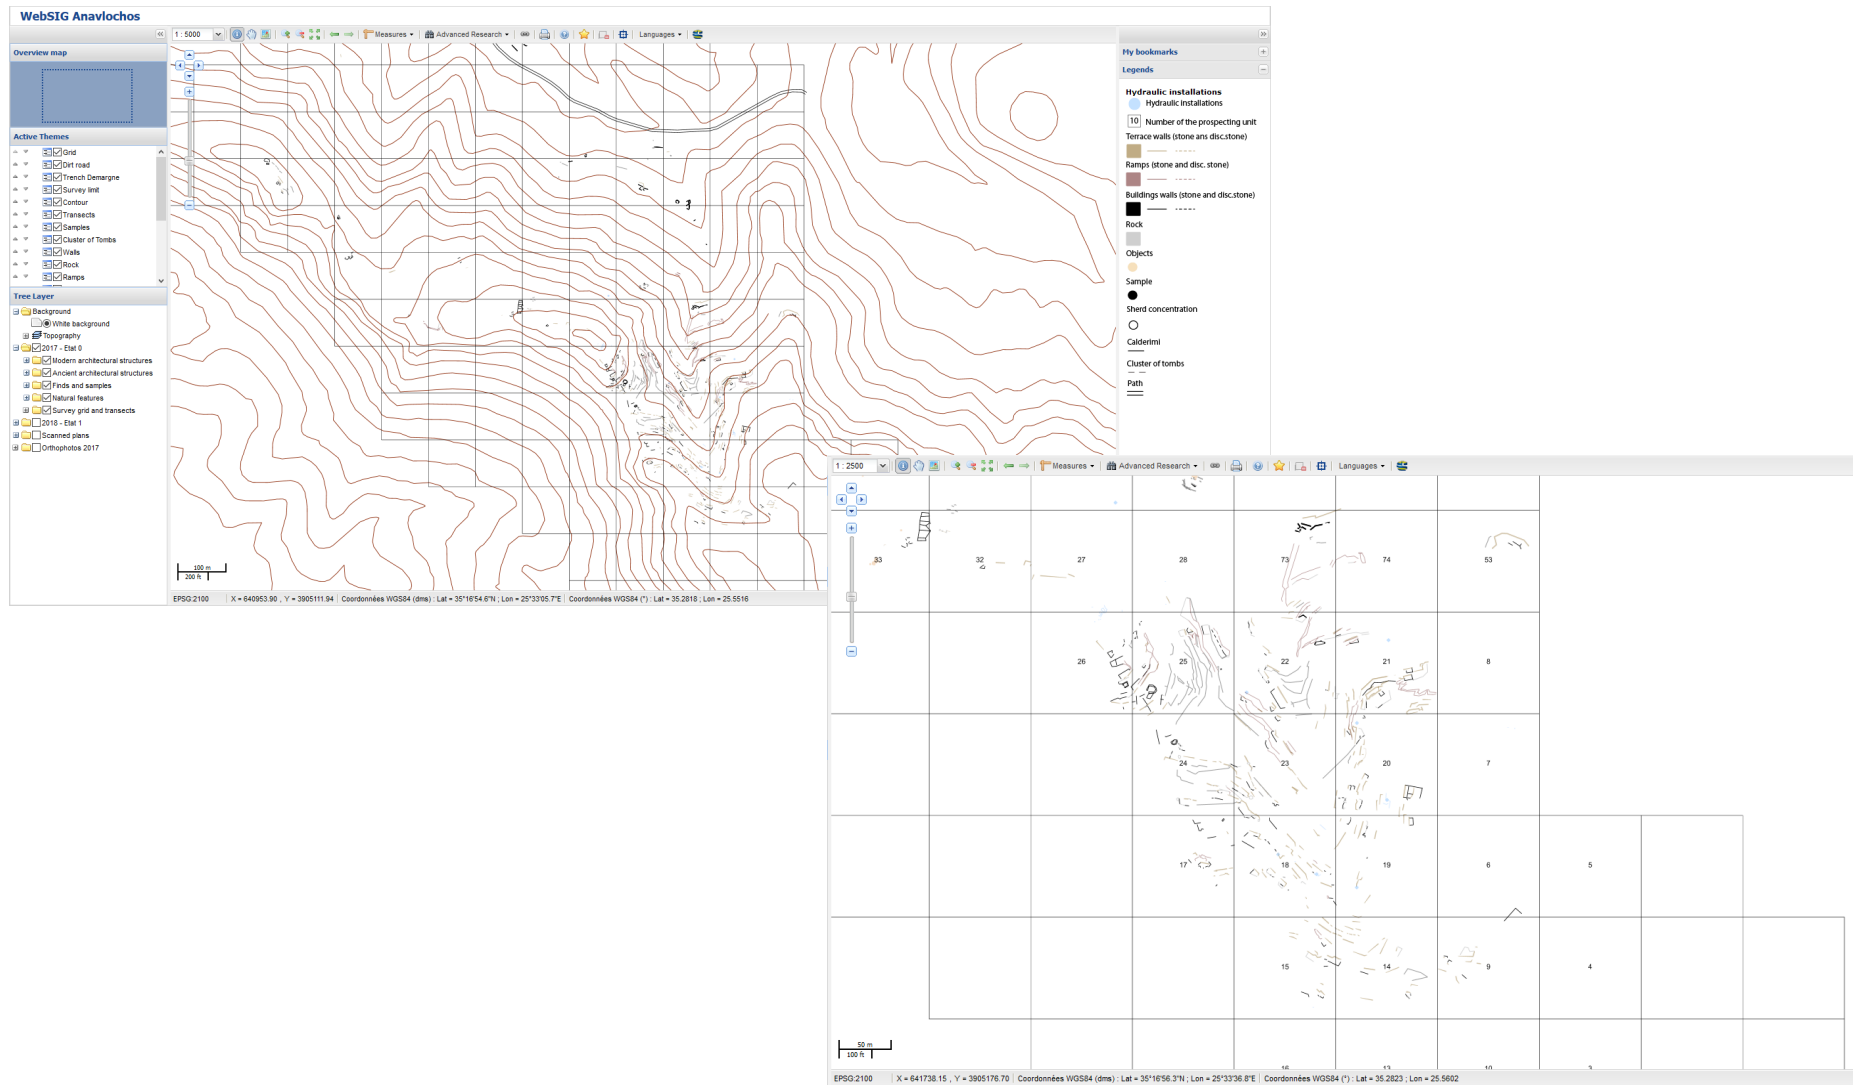 WebSIG Anavlochos
1 : 5000
Measures
Advanced Research
Languages
Overview map
Active Themes
Grid
Dirt road
Trench Demargne
Survey limit
Contour
Transects
Samples
Cluster of Tombs
Walls
Rock
Ramps
Tree Layer
Background
White background
Topography
2017 - Etat 0
Modern architectural structures
Ancient architectural structures
Finds and samples
Natural features
Survey grid and transects
2018 - Etat 1
Scanned plans
Orthophotos 2017
100 m
200 ft
EPSG:2100 X = 640953.90 , Y = 3905111.94 Coordonnées WGS84 (dms) : Lat = 35°16'54.6"N ; Lon = 25°33'05.7"E Coordonnées WGS84 (°) : Lat = 35.2818 ; Lon = 25.5516
My bookmarks
Legends
Hydraulic installations
Hydraulic installations
10 Number of the prospecting unit
Terrace walls (stone ans disc.stone)
Ramps (stone and disc. stone)
Buildings walls (stone and disc.stone)
Rock
Objects
Sample
Sherd concentration
Calderimi
Cluster of tombs
Path
1 : 2500
Measures
Advanced Research
Languages
33 32 27 28 73 74 53
26 25 22 21 8
24 23 20 7
17 18 19 6 5
15 14 9 4
16 13 10 3
50 m
100 ft
EPSG:2100 X = 641738.15 , Y = 3905176.70 Coordonnées WGS84 (dms) : Lat = 35°16'56.3"N ; Lon = 25°33'36.8"E Coordonnées WGS84 (°) : Lat = 35.2823 ; Lon = 25.5602